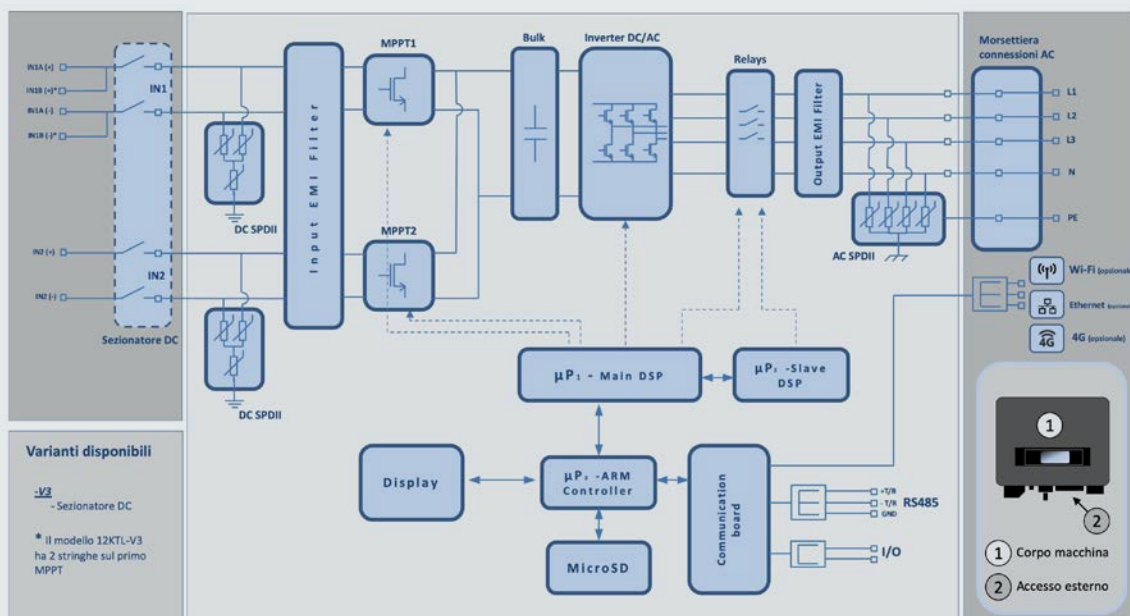 IN1A (+)
IN1B (+)*
IN1A (-)
IN1B (-)*
IN2 (+)
IN2 (-)
IN1
IN2
Sezionatore DC
DC SPDII
DC SPDII
Input EMI Filter
MPPT1
MPPT2
Bulk
Inverter DC/AC
Relays
Output EMI Filter
AC SPDII
Morsettiera
connessioni AC
L1
L2
L3
N
PE
Wi-Fi (opzionale)
Ethernet
4G
4G (opzionale)
µP₁ - Main DSP
µP₂ -Slave
DSP
Display
µP₃ -ARM
Controller
MicroSD
Communication
board
+T/R
- T/R
GND
RS485
I/O
Varianti disponibili
-V3
- Sezionatore DC
* Il modello 12KTL-V3
ha 2 stringhe sul primo
MPPT
1
2
1 Corpo macchina
2 Accesso esterno